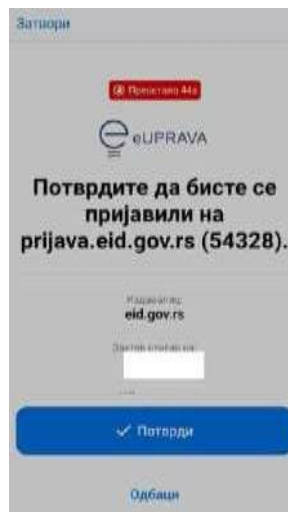 Затвори
Преостало 44s
eUPRAVA
Потврдите да бисте се
пријавили на
prijava.eid.gov.rs (54328).
eid.gov.rs
Потврди
Одбаци